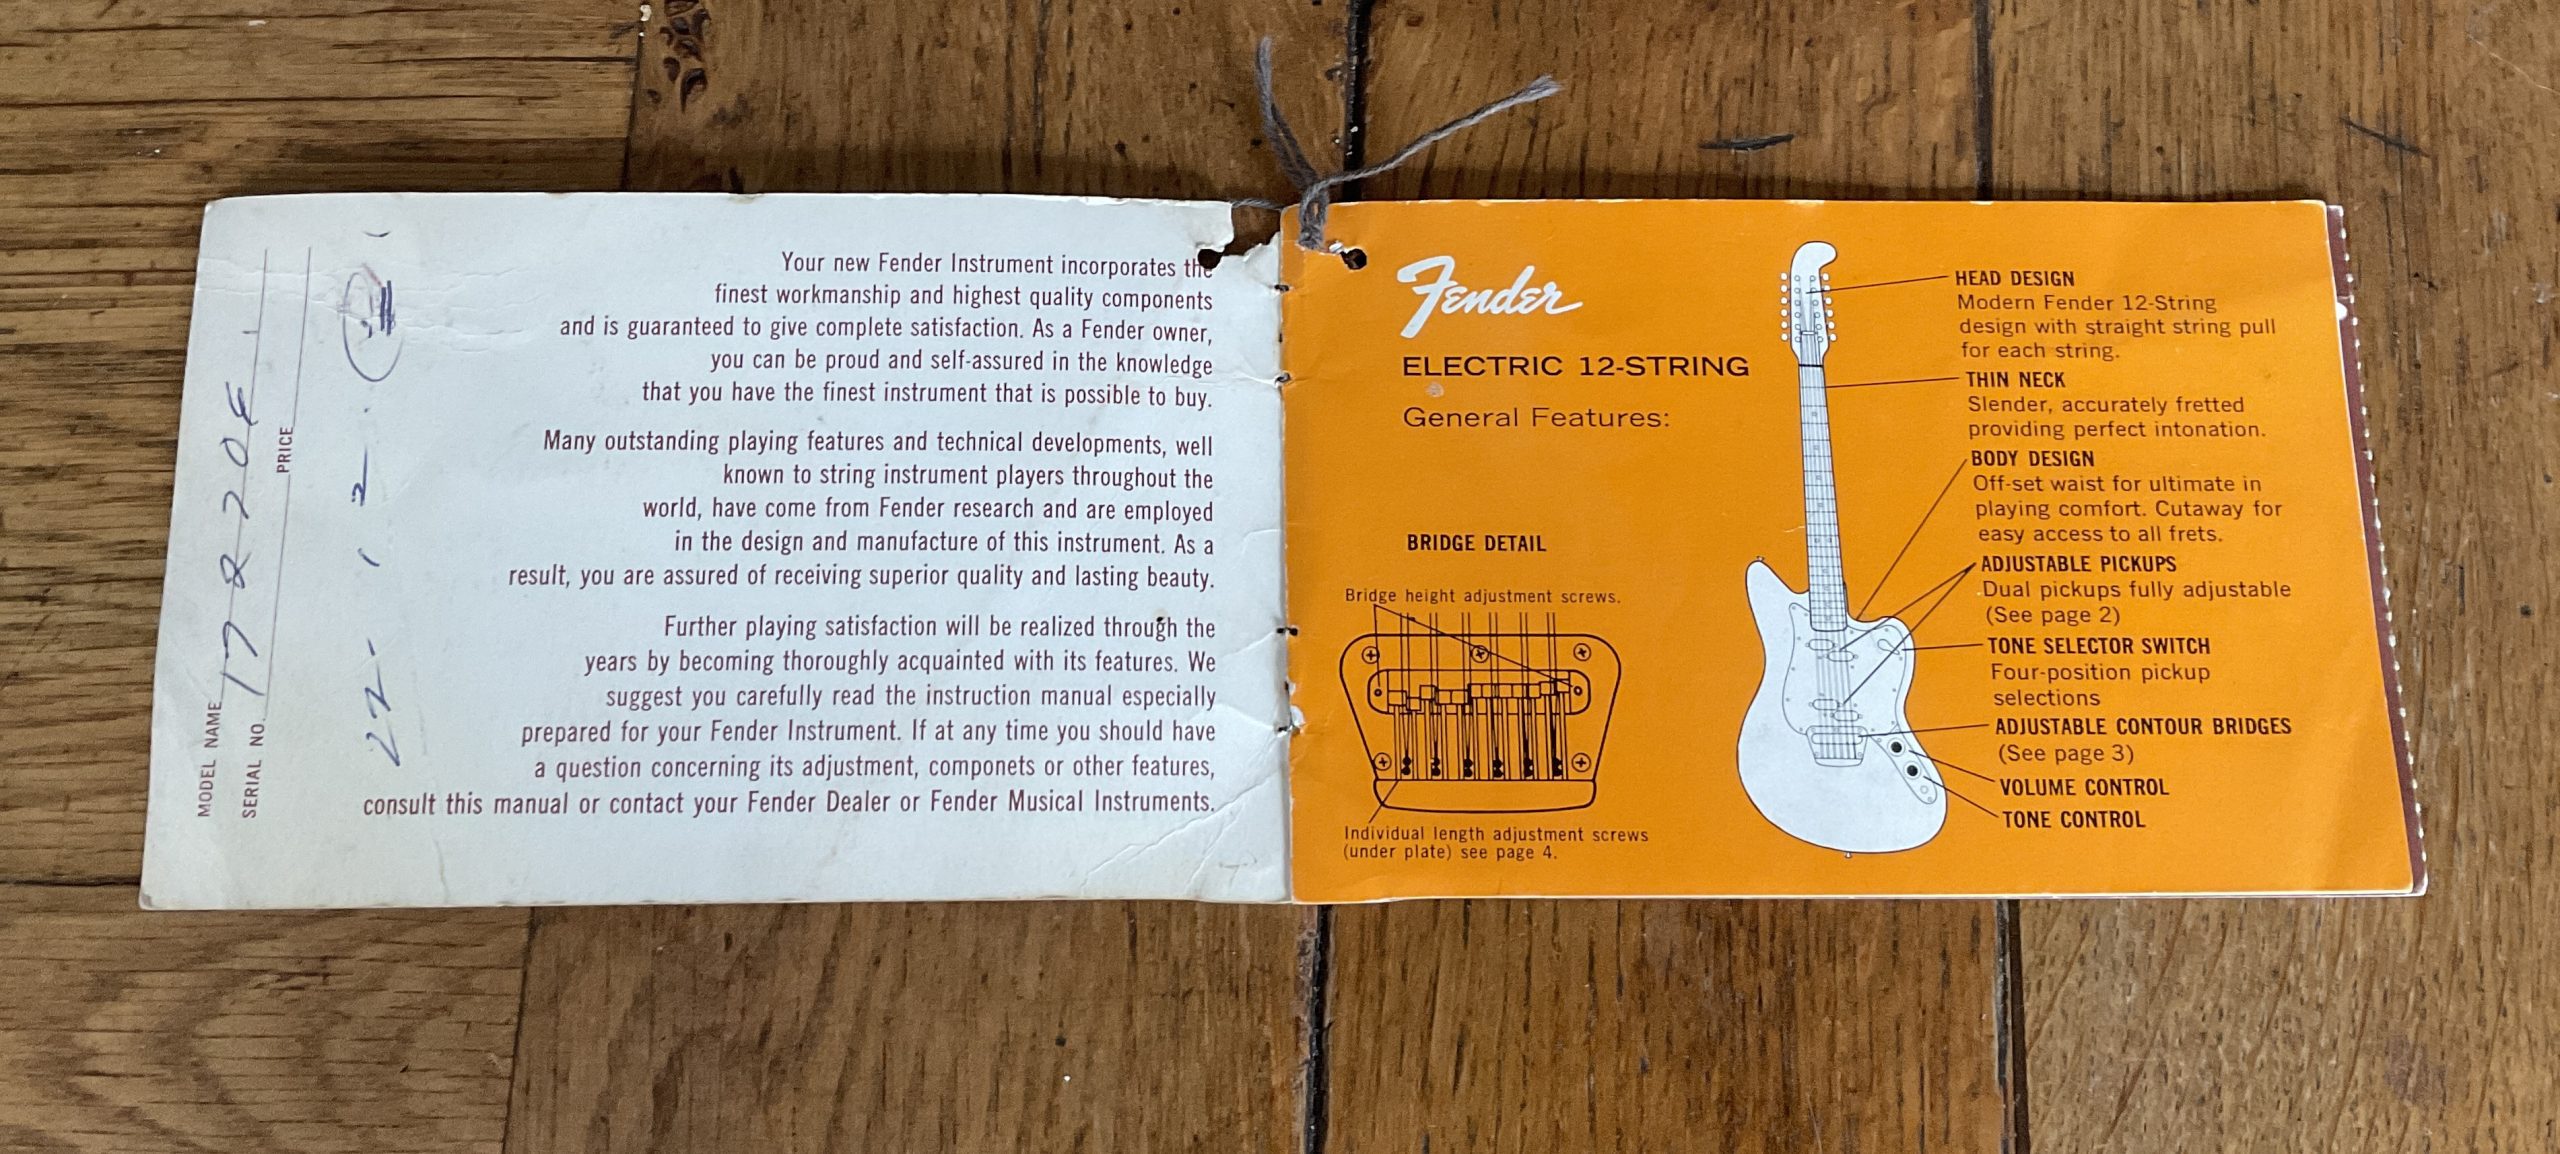 Your new Fender Instrument incorporates the
finest workmanship and highest quality components
and is guaranteed to give complete satisfaction. As a Fender owner,
you can be proud and self-assured in the knowledge
that you have the finest instrument that is possible to buy.
Many outstanding playing features and technical developments, well
known to string instrument players throughout the
world, have come from Fender research and are employed
in the design and manufacture of this instrument. As a
result, you are assured of receiving superior quality and lasting beauty.
Further playing satisfaction will be realized through the
years by becoming thoroughly acquainted with its features. We
suggest you carefully read the instruction manual especially
prepared for your Fender Instrument. If at any time you should have
a question concerning its adjustment, componets or other features,
consult this manual or contact your Fender Dealer or Fender Musical Instruments.
MODEL NAME
SERIAL NO.
PRICE
Fender
ELECTRIC 12-STRING
General Features:
BRIDGE DETAIL
Bridge height adjustment screws.
Individual length adjustment screws
(under plate) see page 4.
HEAD DESIGN
Modern Fender 12-String
design with straight string pull
for each string.
THIN NECK
Slender, accurately fretted
providing perfect intonation.
BODY DESIGN
Off-set waist for ultimate in
playing comfort. Cutaway for
easy access to all frets.
ADJUSTABLE PICKUPS
Dual pickups fully adjustable
(See page 2)
TONE SELECTOR SWITCH
Four-position pickup
selections
ADJUSTABLE CONTOUR BRIDGES
(See page 3)
VOLUME CONTROL
TONE CONTROL